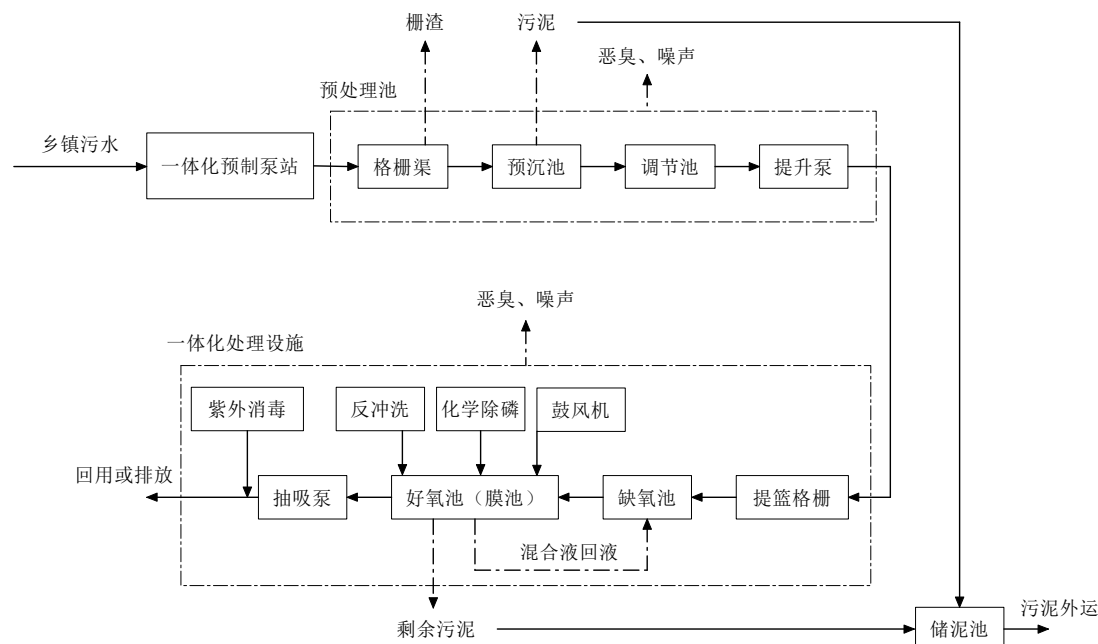 栅渣
污泥
恶臭、噪声
预处理池
乡镇污水
一体化预制泵站
格栅渠
预沉池
调节池
提升泵
恶臭、噪声
一体化处理设施
紫外消毒
反冲洗
化学除磷
鼓风机
回用或排放
抽吸泵
好氧池（膜池）
缺氧池
提篮格栅
混合液回液
剩余污泥
储泥池
污泥外运